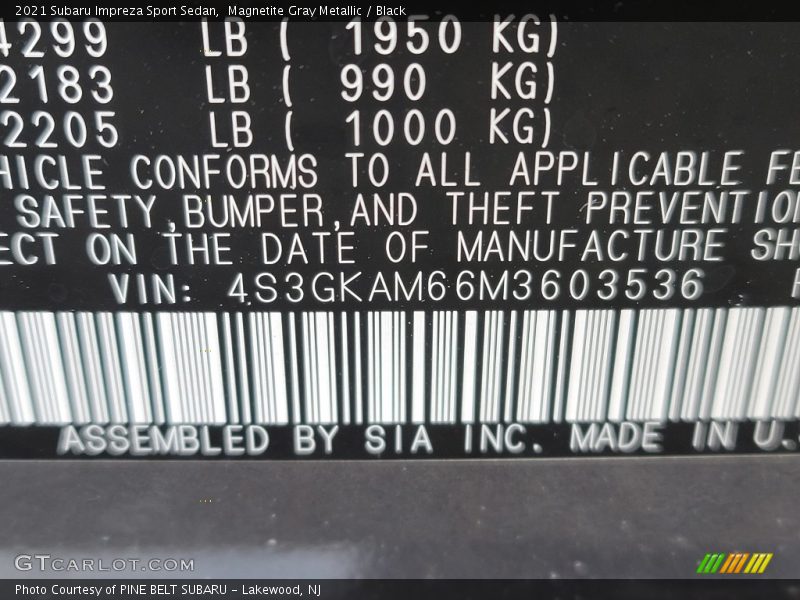 2021 Subaru Impreza Sport Sedan,  Magnetite Gray Metallic / Black
4299 LB ( 1950 KG)
2183 LB ( 990 KG)
2205 LB ( 1000 KG)
HICLE CONFORMS TO ALL APPLICABLE FE
SAFETY,BUMPER,AND THEFT PREVENTION
ECT ON THE DATE OF MANUFACTURE SH
VIN: 4S3GKAM66M3603536
ASSEMBLED BY SIA INC. MADE IN U.
GTCARLOT.COM
Photo Courtesy of PINE BELT SUBARU - Lakewood, NJ